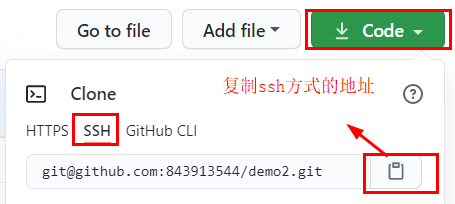 Go to file Add file Code
Clone
复制ssh方式的地址
HTTPS SSH GitHub CLI
git@github.com:843913544/demo2.git